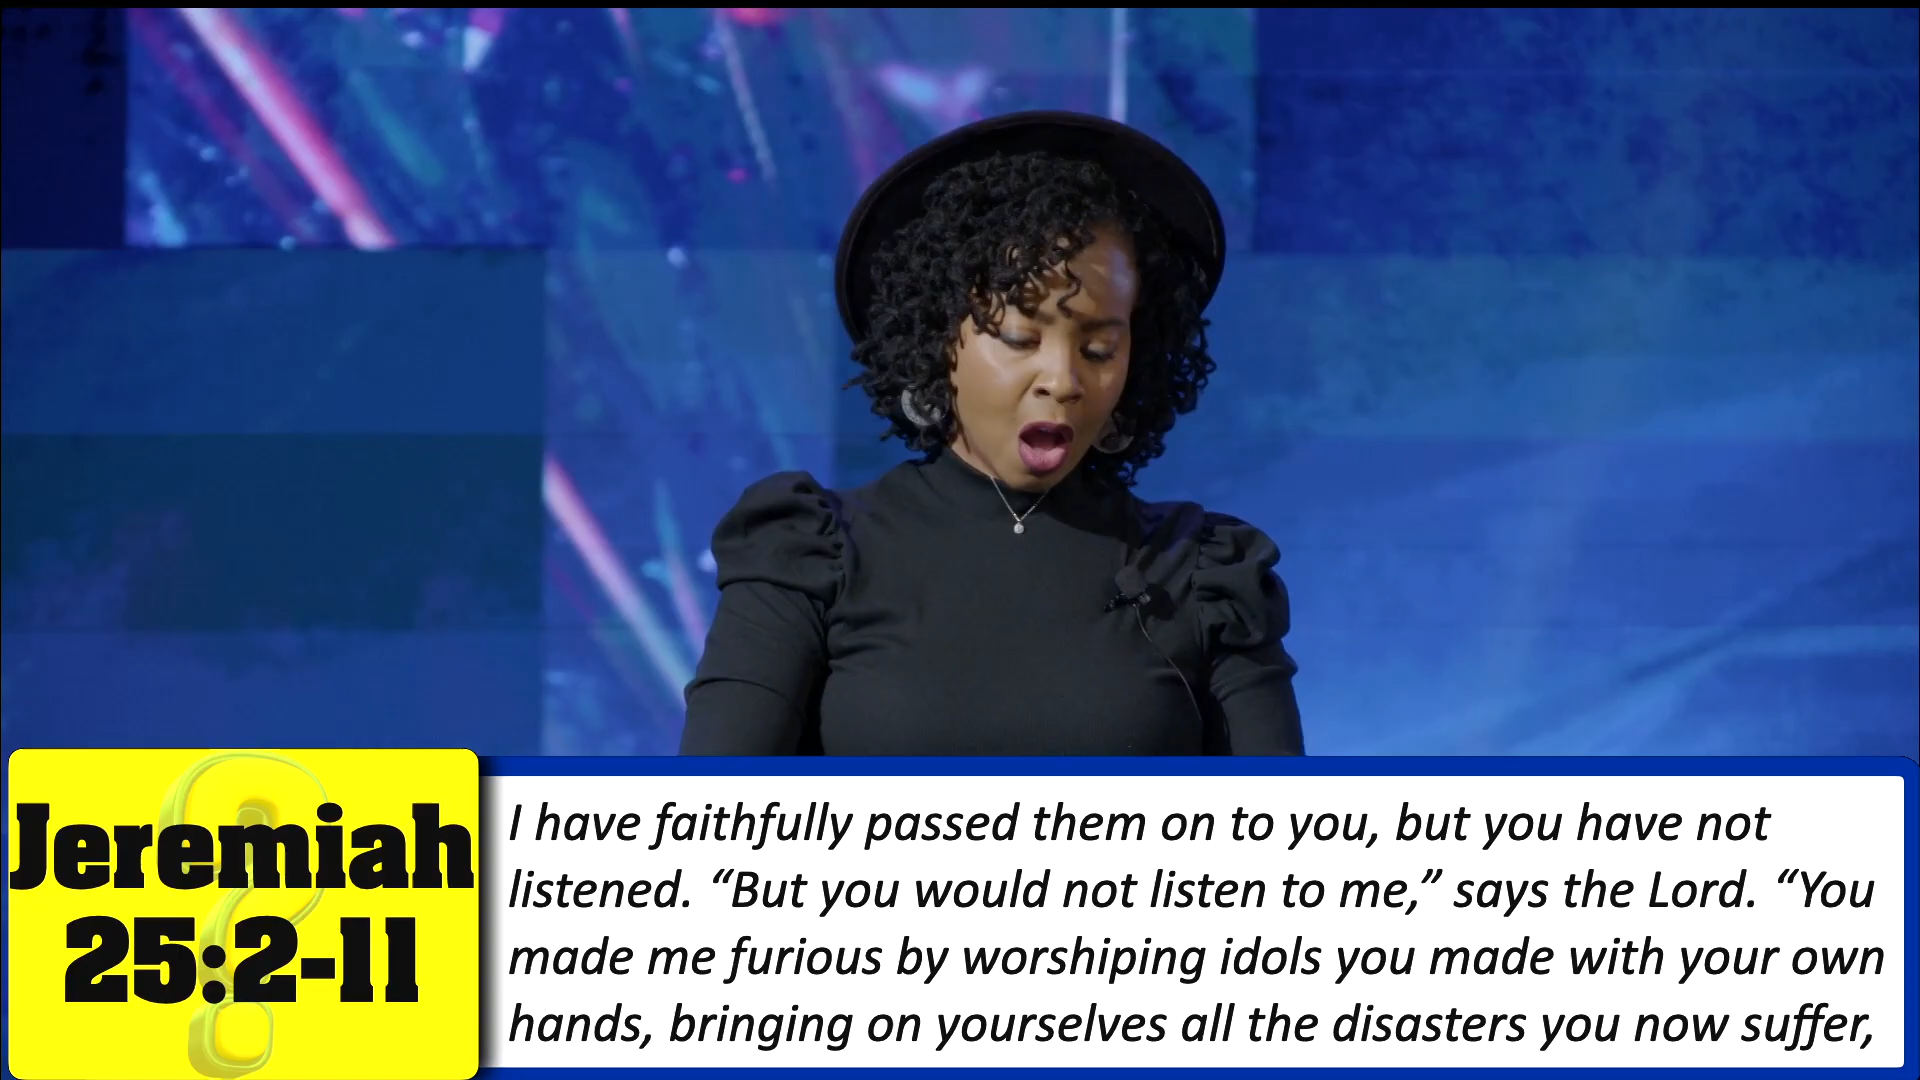 Jeremiah
25:2-11
I have faithfully passed them on to you, but you have not
listened. “But you would not listen to me,” says the Lord. “You
made me furious by worshiping idols you made with your own
hands, bringing on yourselves all the disasters you now suffer,